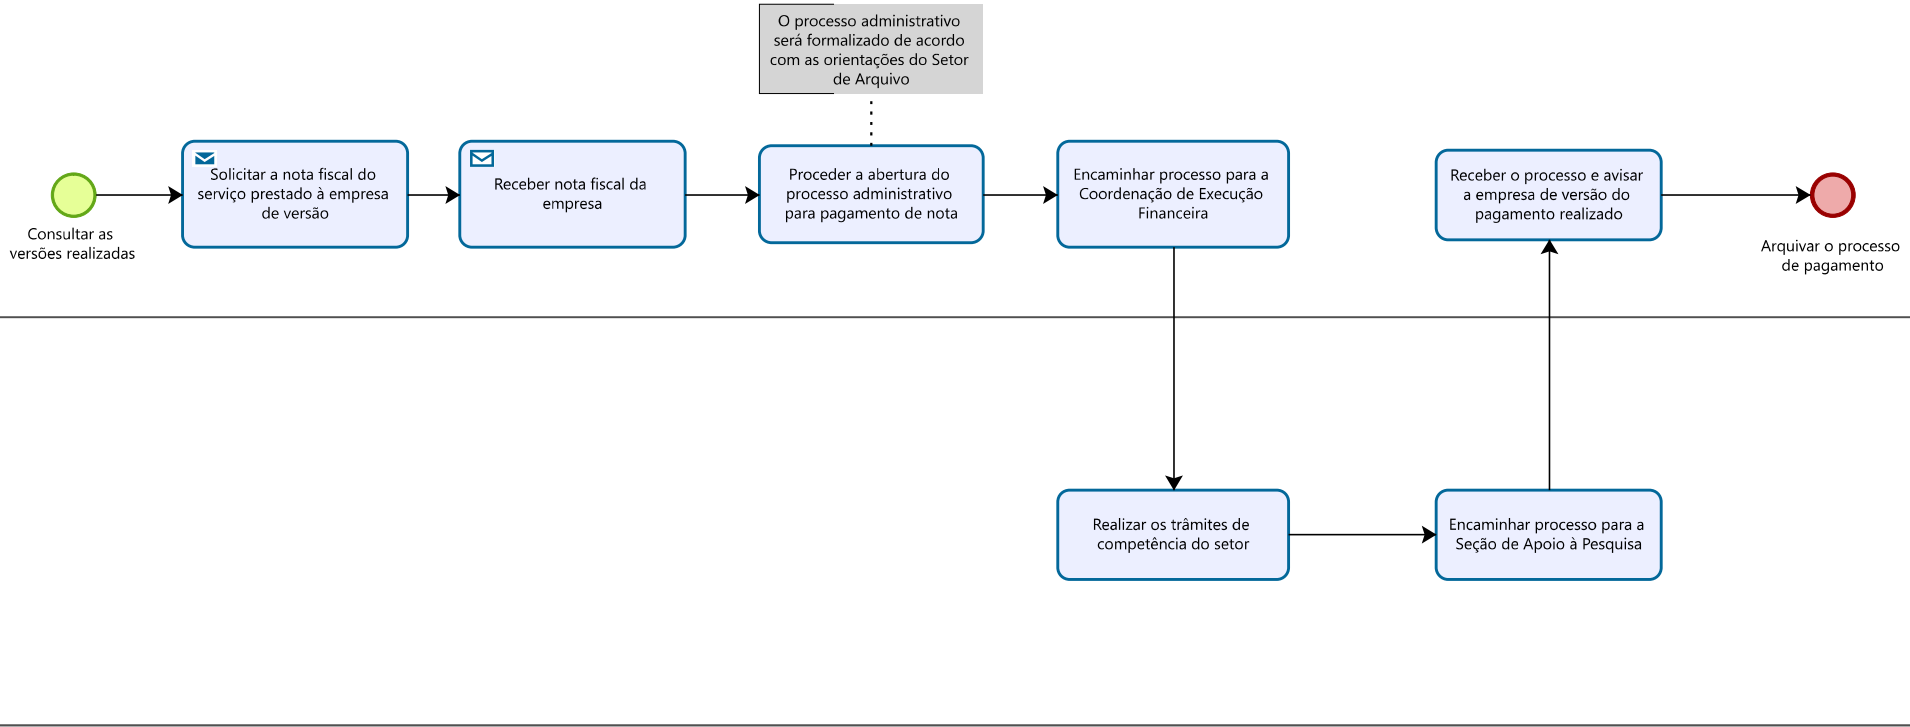 O processo administrativo
será formalizado de acordo
com as orientações do Setor
de Arquivo
Consultar as
versões realizadas
Solicitar a nota fiscal do
serviço prestado à empresa
de versão
Receber nota fiscal da
empresa
Proceder a abertura do
processo administrativo
para pagamento de nota
Encaminhar processo para a
Coordenação de Execução
Financeira
Receber o processo e avisar
a empresa de versão do
pagamento realizado
Arquivar o processo
de pagamento
Realizar os trâmites de
competência do setor
Encaminhar processo para a
Seção de Apoio à Pesquisa